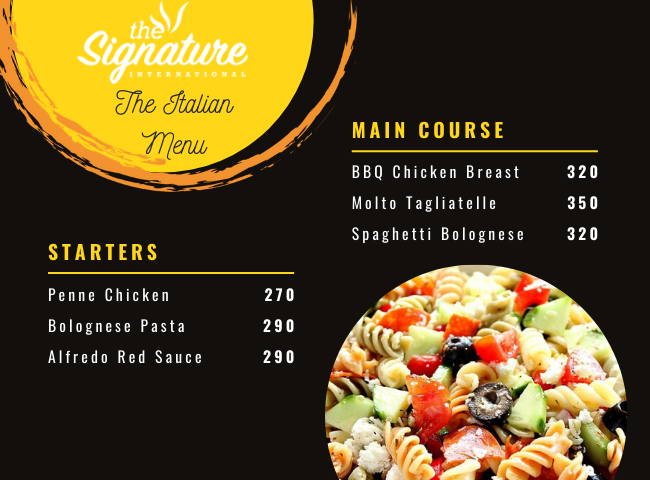 the
Signature
INTERNATIONAL
The Italian
Menu
STARTERS
Penne Chicken 270
Bolognese Pasta 290
Alfredo Red Sauce 290
MAIN COURSE
BBQ Chicken Breast 320
Molto Tagliatelle 350
Spaghetti Bolognese 320